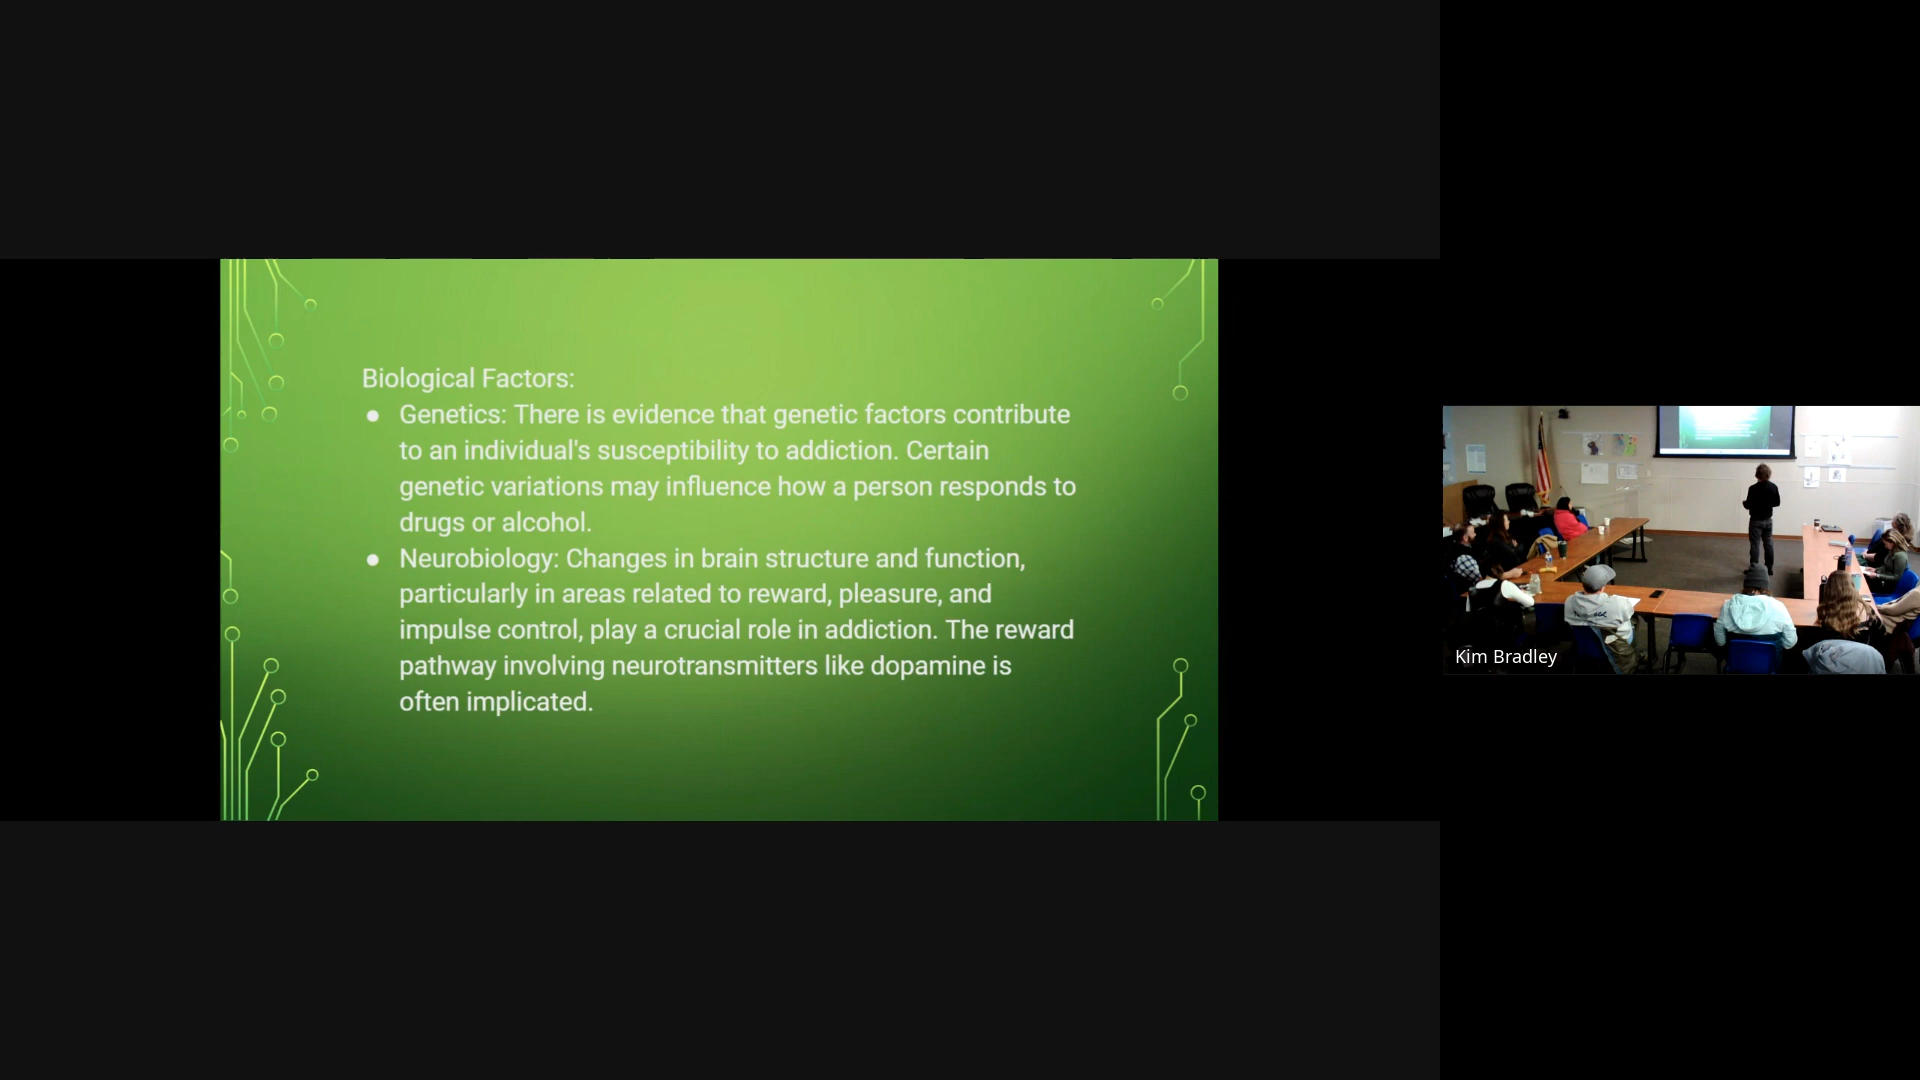 Biological Factors:
● Genetics: There is evidence that genetic factors contribute
to an individual's susceptibility to addiction. Certain
genetic variations may influence how a person responds to
drugs or alcohol.
● Neurobiology: Changes in brain structure and function,
particularly in areas related to reward, pleasure, and
impulse control, play a crucial role in addiction. The reward
pathway involving neurotransmitters like dopamine is
often implicated.
Kim Bradley